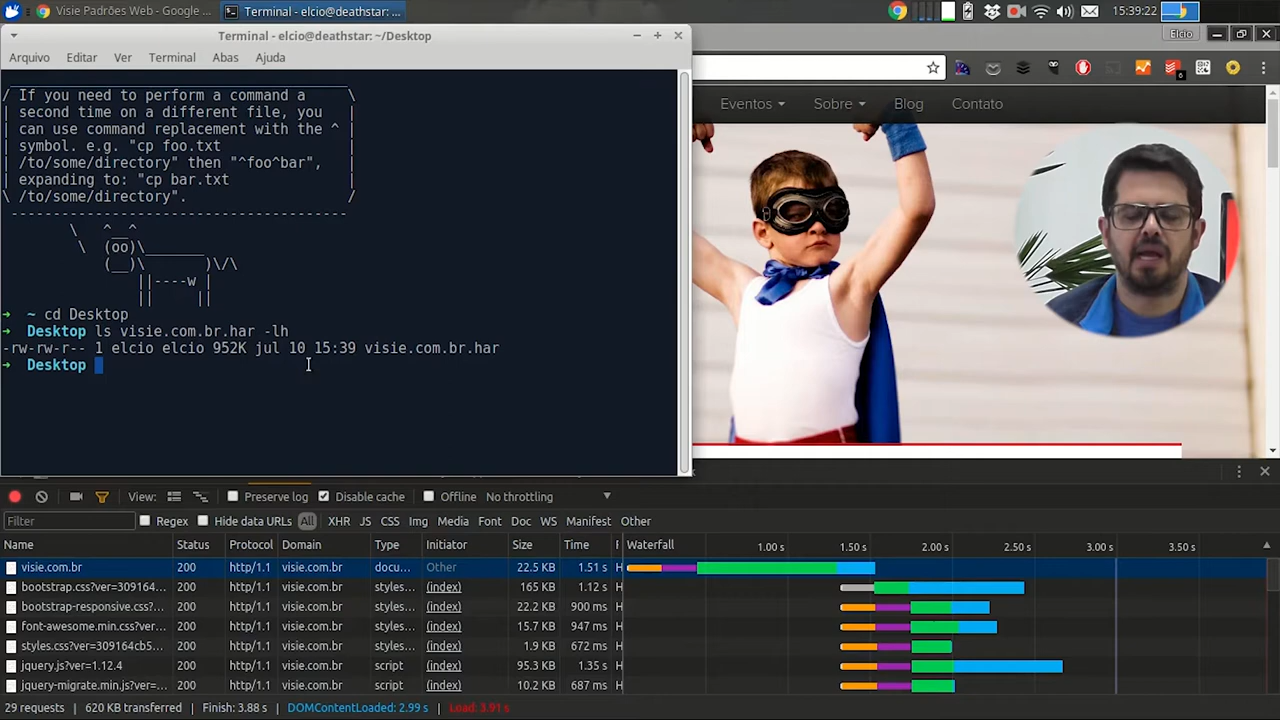 Visie Padrões Web - Google ...
Terminal - elcio@deathstar: ...
15:39:22
Terminal - elcio@deathstar: ~/Desktop
Elcio
Arquivo Editar Ver Terminal Abas Ajuda
6
/ If you need to perform a command a \
| second time on a different file, you |
| can use command replacement with the ^ |
| symbol. e.g. "cp foo.txt |
| /to/some/directory" then "^foo^bar", |
| expanding to: "cp bar.txt |
\ /to/some/directory". /
----------------------------------------
\ ^__^
\ (oo)\_______
(__)\ )\/\
||----w |
|| ||
Eventos Sobre Blog Contato
➜ ~ cd Desktop
➜ Desktop ls visie.com.br.har -lh
-rw-rw-r-- 1 elcio elcio 952K jul 10 15:39 visie.com.br.har
➜ Desktop
View: Preserve log Disable cache Offline No throttling
Filter Regex Hide data URLs All XHR JS CSS Img Media Font Doc WS Manifest Other
Name Status Protocol Domain Type Initiator Size Time Waterfall 1.00 s 1.50 s 2.00 s 2.50 s 3.00 s 3.50 s
visie.com.br 200 http/1.1 visie.com.br docu... Other 22.5 KB 1.51 s H
bootstrap.css?ver=309164... 200 http/1.1 visie.com.br styles... (index) 165 KB 1.12 s H
bootstrap-responsive.css?... 200 http/1.1 visie.com.br styles... (index) 22.2 KB 900 ms H
font-awesome.min.css?ver... 200 http/1.1 visie.com.br styles... (index) 15.7 KB 947 ms H
styles.css?ver=309164cb5... 200 http/1.1 visie.com.br styles... (index) 1.9 KB 672 ms H
jquery.js?ver=1.12.4 200 http/1.1 visie.com.br script (index) 95.3 KB 1.35 s H
jquery-migrate.min.js?ver=... 200 http/1.1 visie.com.br script (index) 10.2 KB 687 ms H
29 requests | 620 KB transferred | Finish: 3.88 s | DOMContentLoaded: 2.99 s | Load: 3.91 s